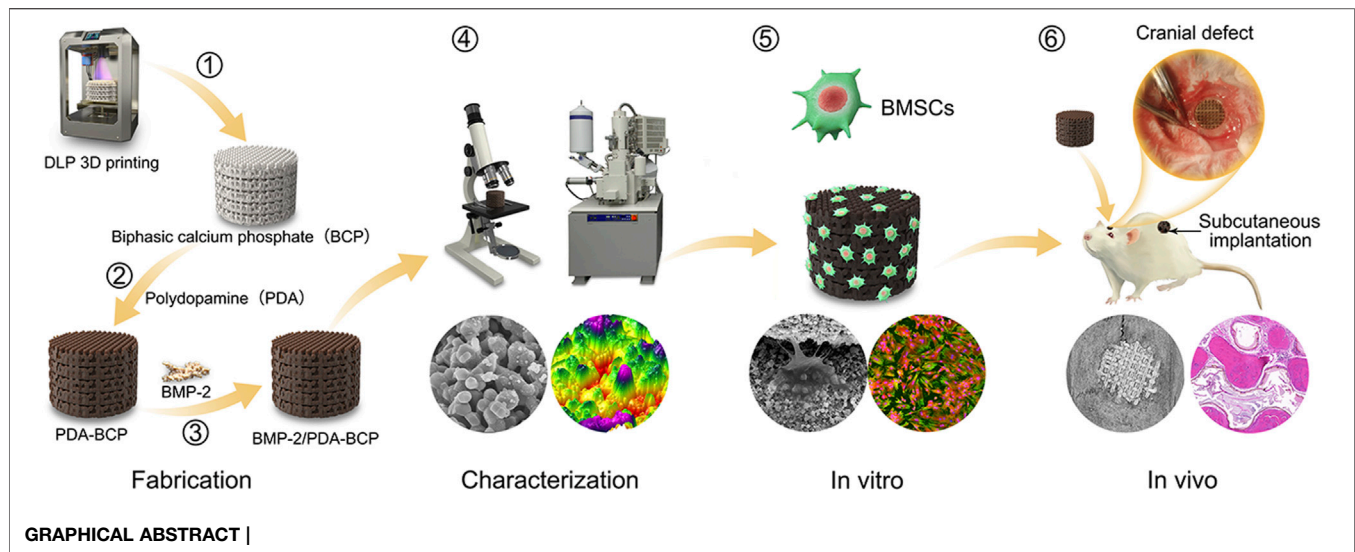 ①
DLP 3D printing
Biphasic calcium phosphate（BCP）
②
Polydopamine（PDA）
PDA-BCP
BMP-2
③
BMP-2/PDA-BCP
Fabrication
④
Characterization
⑤
BMSCs
In vitro
⑥
Cranial defect
Subcutaneous
implantation
In vivo
GRAPHICAL ABSTRACT |